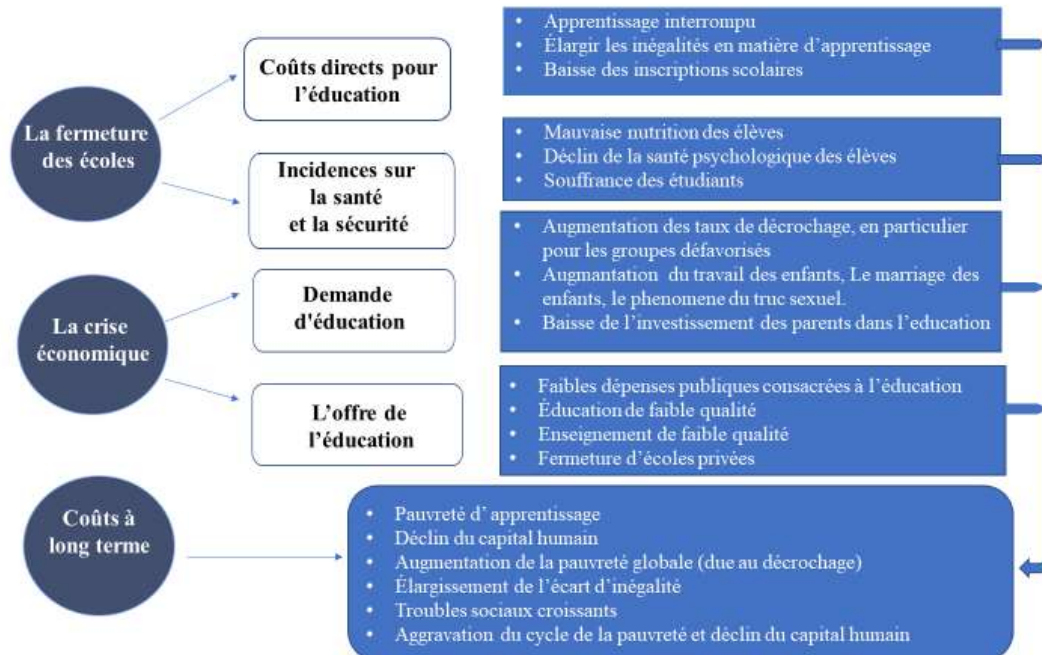 La fermeture
des écoles
Coûts directs pour
l'éducation
• Apprentissage interrompu
• Élargir les inégalités en matière d'apprentissage
• Baisse des inscriptions scolaires
Incidences sur
la santé
et la sécurité
• Mauvaise nutrition des élèves
• Déclin de la santé psychologique des élèves
• Souffrance des étudiants
La crise
économique
Demande
d'éducation
• Augmentation des taux de décrochage, en particulier
pour les groupes défavorisés
• Augmantation du travail des enfants, Le marriage des
enfants, le phenomene du truc sexuel.
• Baisse de l'investissement des parents dans l'education
L'offre de
l'éducation
• Faibles dépenses publiques consacrées à l'éducation
• Éducation de faible qualité
• Enseignement de faible qualité
• Fermeture d'écoles privées
Coûts à
long terme
• Pauvreté d' apprentissage
• Déclin du capital humain
• Augmentation de la pauvreté globale (due au décrochage)
• Élargissement de l'écart d'inégalité
• Troubles sociaux croissants
• Aggravation du cycle de la pauvreté et déclin du capital humain